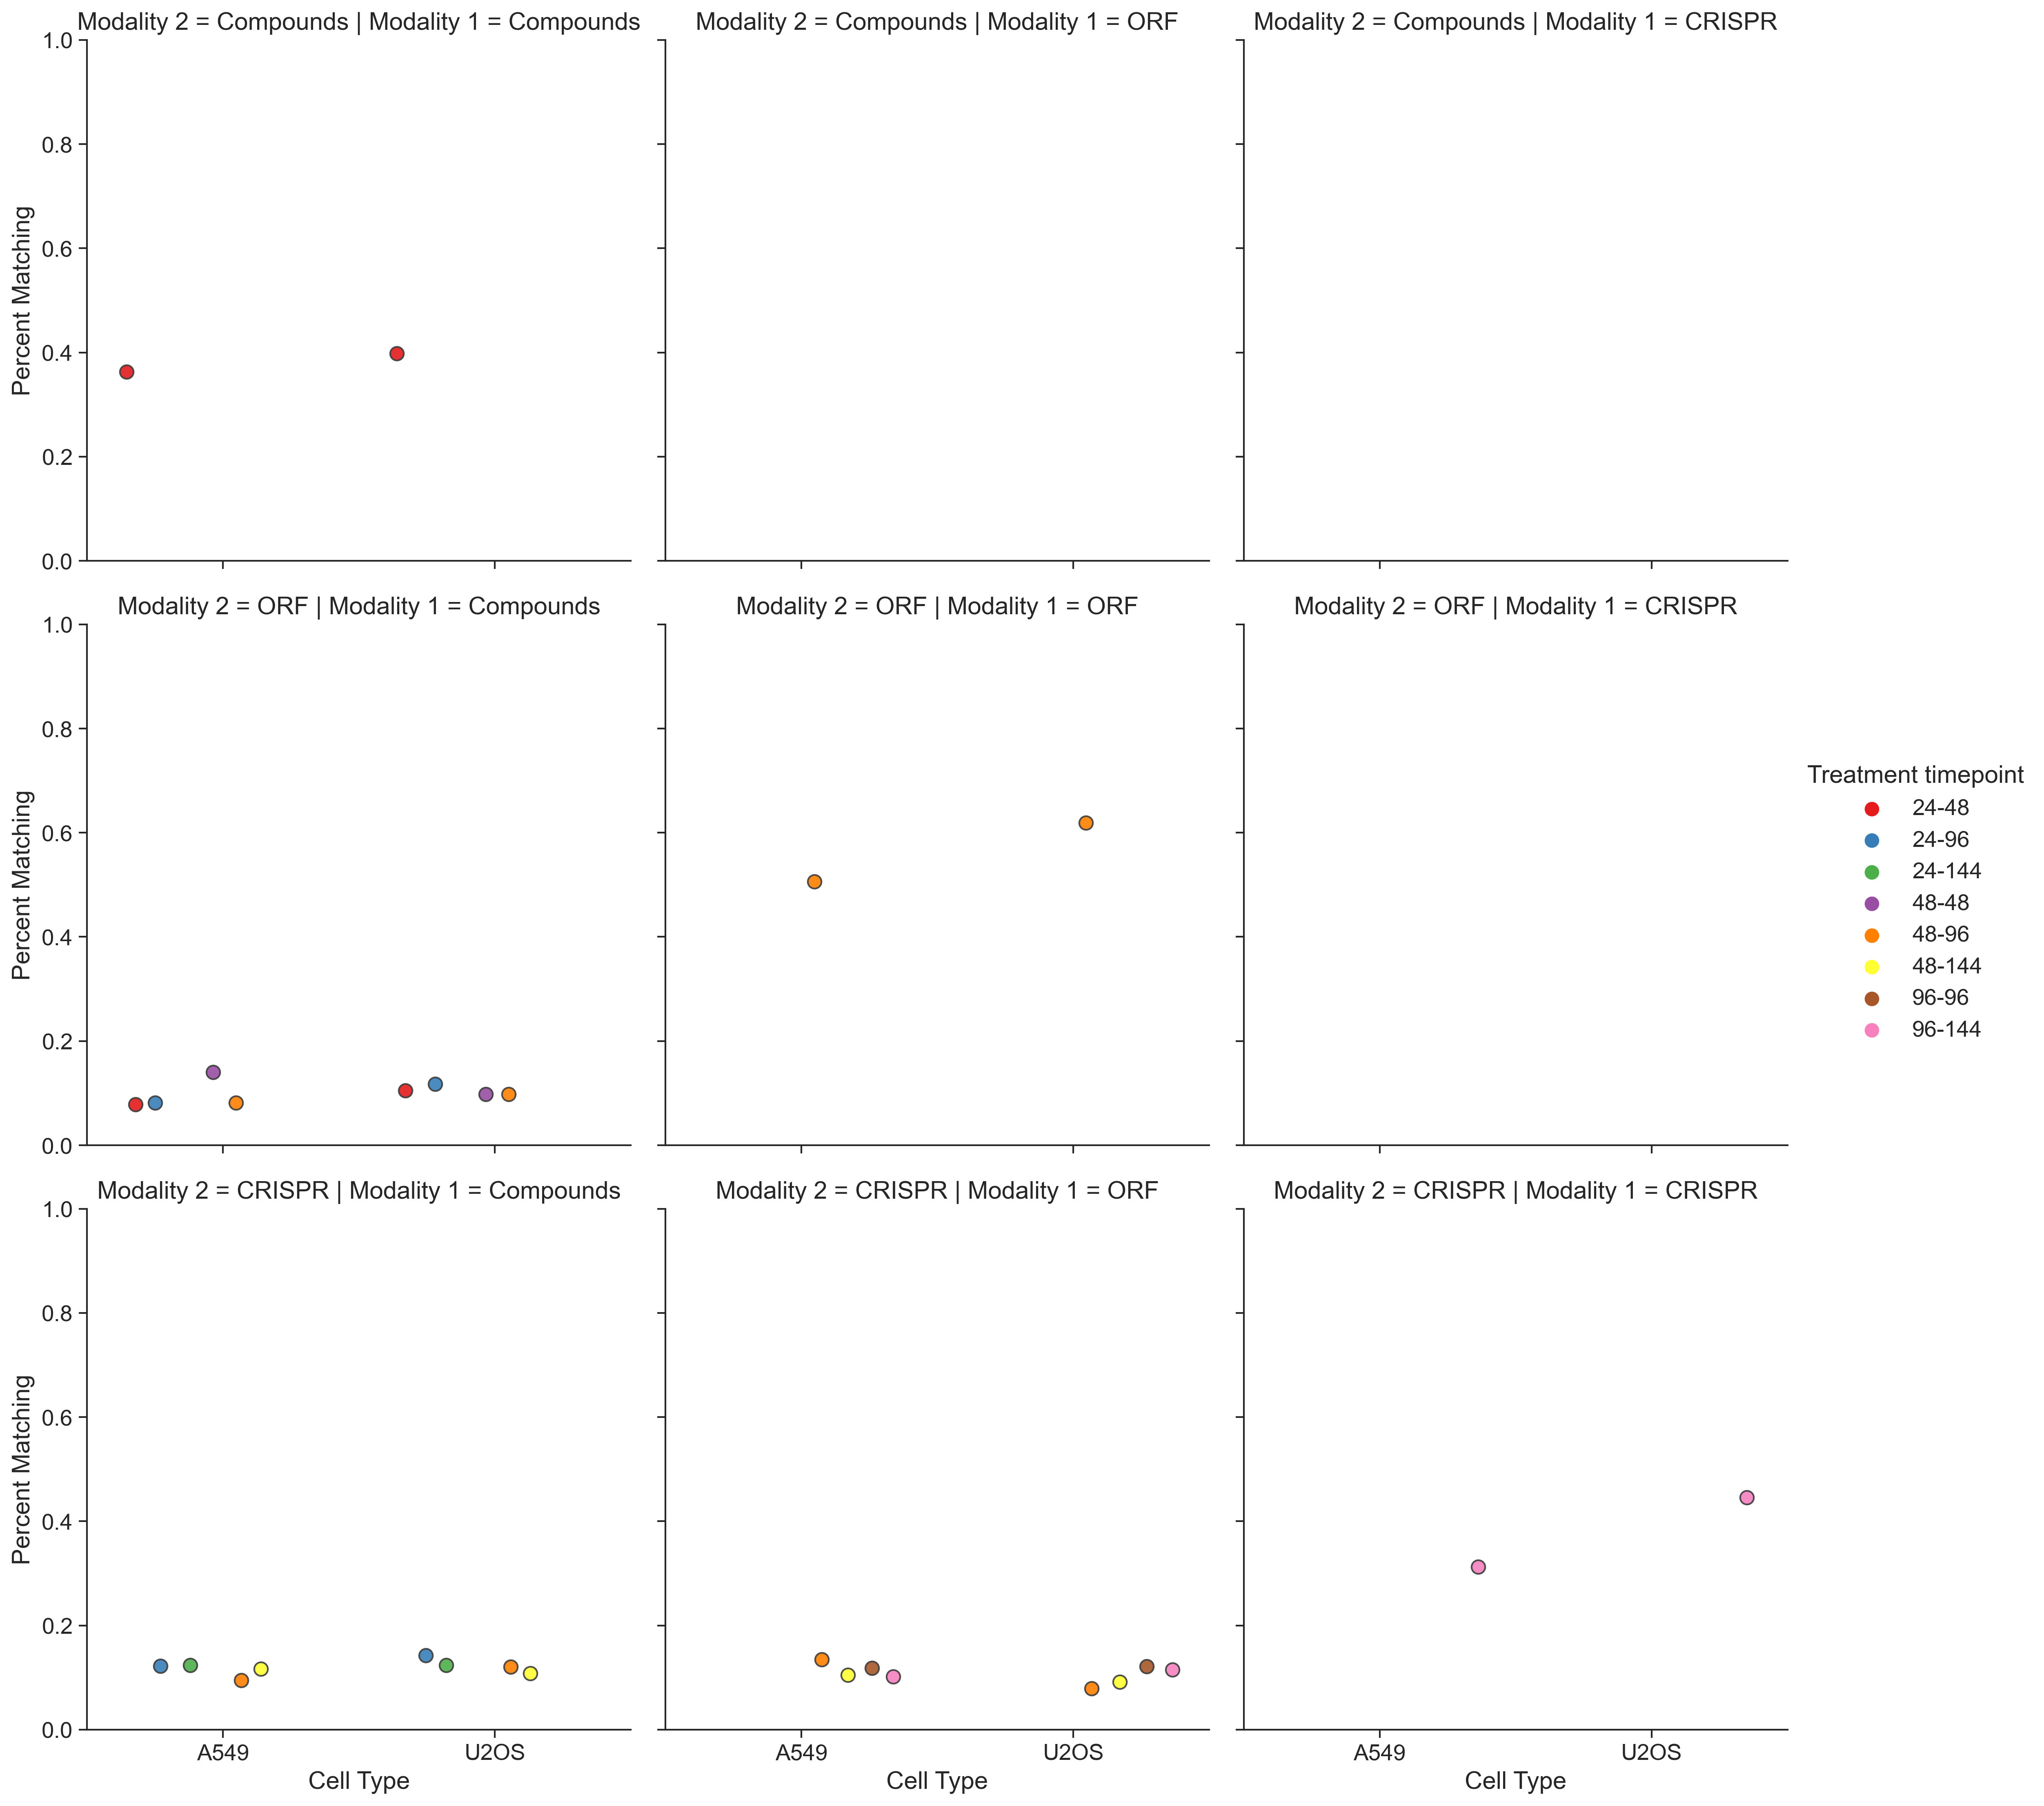 Modality 2 = Compounds | Modality 1 = Compounds
Modality 2 = Compounds | Modality 1 = ORF
Modality 2 = Compounds | Modality 1 = CRISPR
1.0
0.8
0.6
0.4
0.2
0.0
Percent Matching
Modality 2 = ORF | Modality 1 = Compounds
Modality 2 = ORF | Modality 1 = ORF
Modality 2 = ORF | Modality 1 = CRISPR
1.0
0.8
0.6
0.4
0.2
0.0
Percent Matching
Treatment timepoint
24-48
24-96
24-144
48-48
48-96
48-144
96-96
96-144
Modality 2 = CRISPR | Modality 1 = Compounds
Modality 2 = CRISPR | Modality 1 = ORF
Modality 2 = CRISPR | Modality 1 = CRISPR
1.0
0.8
0.6
0.4
0.2
0.0
Percent Matching
A549 U2OS
Cell Type
A549 U2OS
Cell Type
A549 U2OS
Cell Type